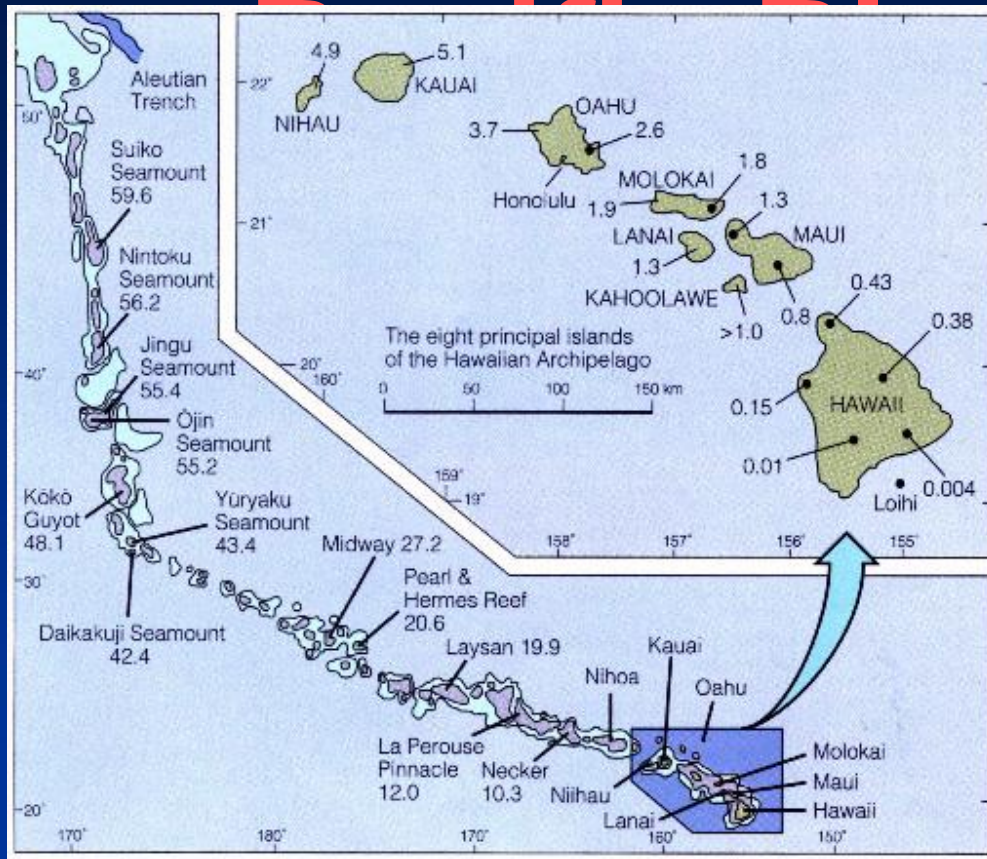 Aleutian
Trench
50°
Suiko
Seamount
59.6
Nintoku
Seamount
56.2
Jingu
Seamount
55.4
40°
Ōjin
Seamount
55.2
Kōkō
Guyot
48.1
Yūryaku
Seamount
43.4
30°
Daikakuji Seamount
42.4
Midway 27.2
Pearl &
Hermes Reef
20.6
Laysan 19.9
La Perouse
Pinnacle
12.0
Necker
10.3
Nihoa
Kauai
Niihau
Oahu
Molokai
Maui
Lanai
Hawaii
20°
170°
180°
170°
160°
150°
4.9
5.1
22°
KAUAI
NIHAU
OAHU
3.7
2.6
Honolulu
MOLOKAI
1.8
1.9
21°
1.3
LANAI
MAUI
1.3
KAHOOLAWE
0.43
0.8
>1.0
0.38
The eight principal islands
of the Hawaiian Archipelago
20°
160°
0 50 100 150 km
0.15
HAWAII
0.01
0.004
Loihi
159°
19°
158°
157°
156°
155°